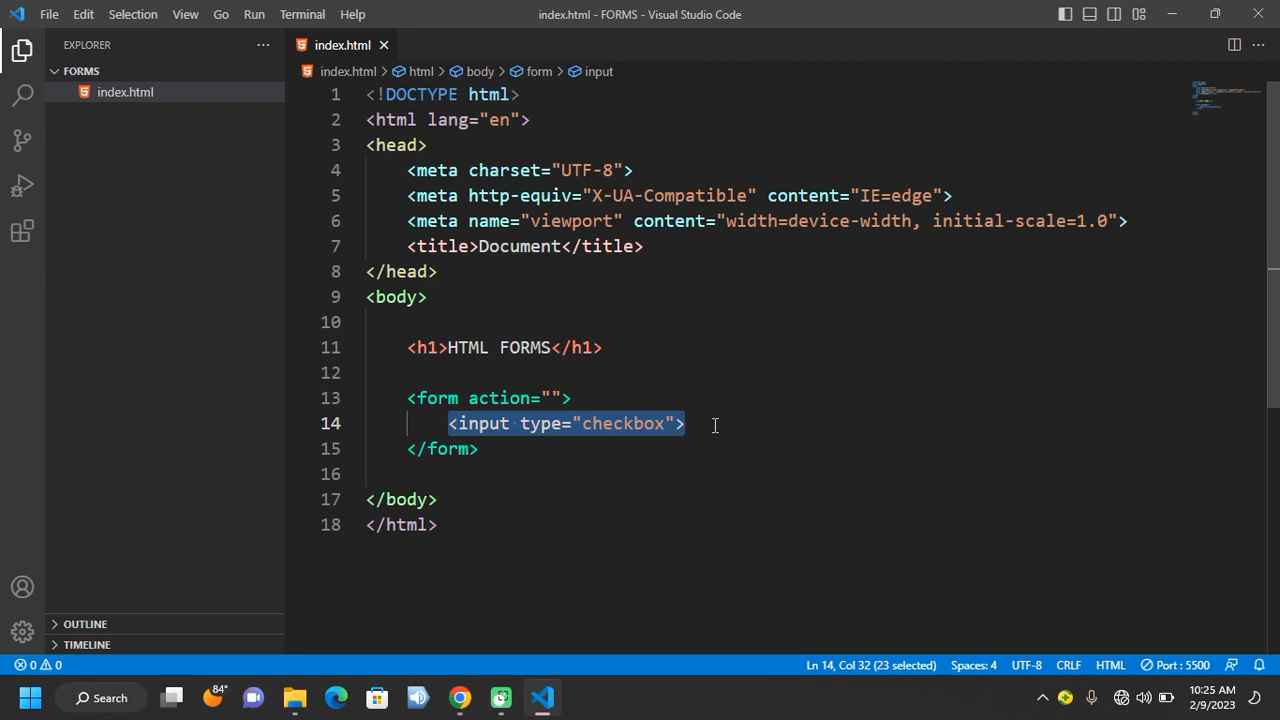 File Edit Selection View Go Run Terminal Help index.html - FORMS - Visual Studio Code
EXPLORER
FORMS
index.html
OUTLINE
TIMELINE
index.html
index.html > html > body > form > input
1 <!DOCTYPE html>
2 <html lang="en">
3 <head>
4 <meta charset="UTF-8">
5 <meta http-equiv="X-UA-Compatible" content="IE=edge">
6 <meta name="viewport" content="width=device-width, initial-scale=1.0">
7 <title>Document</title>
8 </head>
9 <body>
10
11 <h1>HTML FORMS</h1>
12
13 <form action="">
14 <input type="checkbox">
15 </form>
16
17 </body>
18 </html>
0 0 Ln 14, Col 32 (23 selected) Spaces: 4 UTF-8 CRLF HTML Port : 5500
Search 84° 10:25 AM
2/9/2023